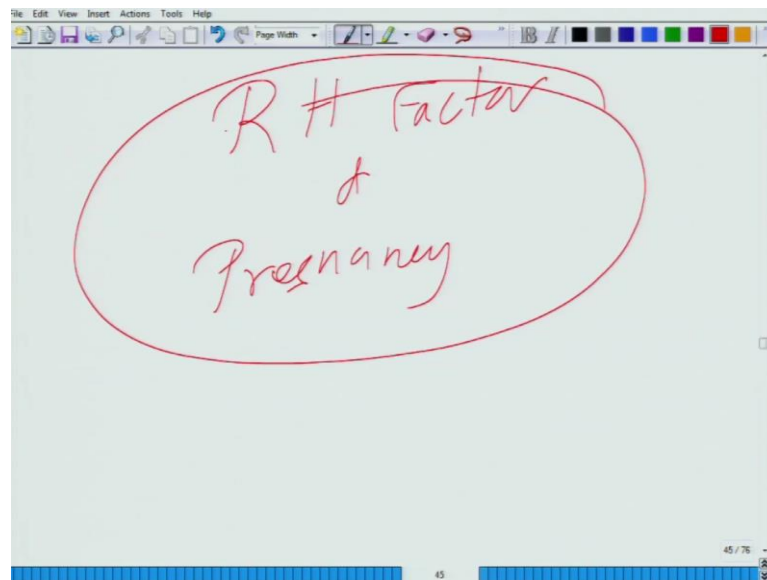 File Edit View Insert Actions Tools Help
Page Width B I
RH Factor
&
Pregnancy
45 / 76
45